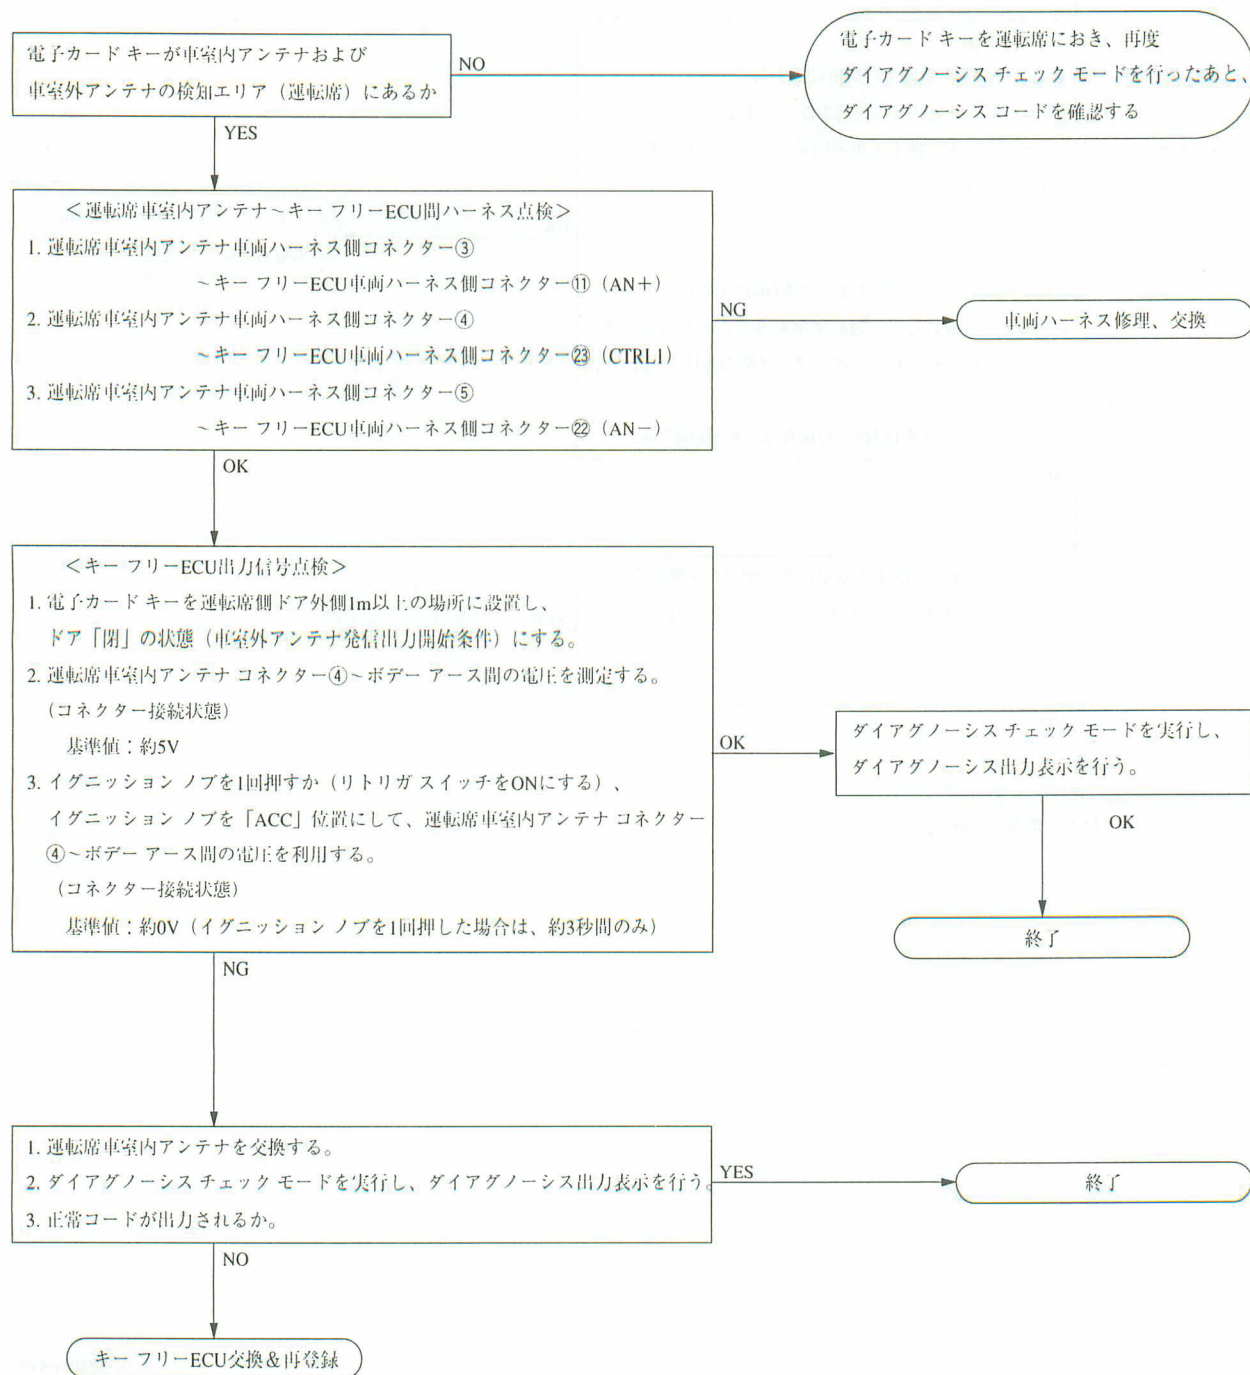 電子カード キーが車室内アンテナおよび
車室外アンテナの検知エリア（運転席）にあるか
NO
電子カード キーを運転席におき、再度
ダイアグノーシス チェック モードを行ったあと、
ダイアグノーシス コードを確認する
YES
＜運転席車室内アンテナ～キー フリーECU間ハーネス点検＞
1. 運転席車室内アンテナ車両ハーネス側コネクター③
～キー フリーECU車両ハーネス側コネクター⑪（AN＋）
2. 運転席車室内アンテナ車両ハーネス側コネクター④
～キー フリーECU車両ハーネス側コネクター㉓（CTRL1）
3. 運転席車室内アンテナ車両ハーネス側コネクター⑤
～キー フリーECU車両ハーネス側コネクター㉒（AN－）
NG
車両ハーネス修理、交換
OK
＜キー フリーECU出力信号点検＞
1. 電子カード キーを運転席側ドア外側1m以上の場所に設置し、
ドア「閉」の状態（車室外アンテナ発信出力開始条件）にする。
2. 運転席車室内アンテナ コネクター④～ボデー アース間の電圧を測定する。
（コネクター接続状態）
基準値：約5V
3. イグニッション ノブを1回押すか（リトリガ スイッチをONにする）、
イグニッション ノブを「ACC」位置にして、運転席車室内アンテナ コネクター
④～ボデー アース間の電圧を利用する。
（コネクター接続状態）
基準値：約0V（イグニッション ノブを1回押した場合は、約3秒間のみ）
OK
ダイアグノーシス チェック モードを実行し、
ダイアグノーシス出力表示を行う。
OK
終了
NG
1. 運転席車室内アンテナを交換する。
2. ダイアグノーシス チェック モードを実行し、ダイアグノーシス出力表示を行う。
3. 正常コードが出力されるか。
YES
終了
NO
キー フリーECU交換＆再登録